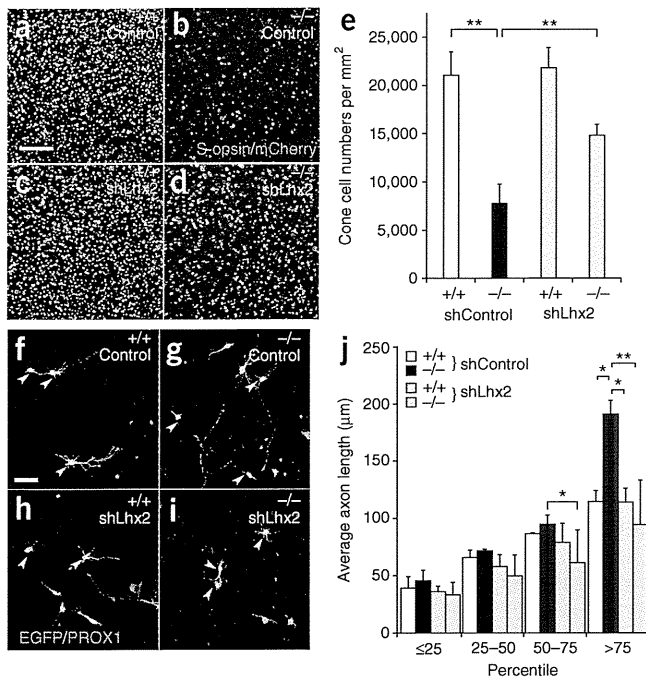 a
+/+
Control
b
−/−
Control
S-opsin/mCherry
c
shLhx2
d
−/−
shLhx2
e
Cone cell numbers per mm²
25,000
20,000
15,000
10,000
5,000
0
**
**
+/+
−/−
+/+
−/−
shControl
shLhx2
f
+/+
Control
g
−/−
Control
h
+/+
shLhx2
EGFP/PROX1
i
−/−
shLhx2
j
Average axon length (μm)
250
200
150
100
50
0
+/+
−/−
} shControl
+/+
−/−
} shLhx2
*
*
*
**
≤25
25–50
50–75
>75
Percentile